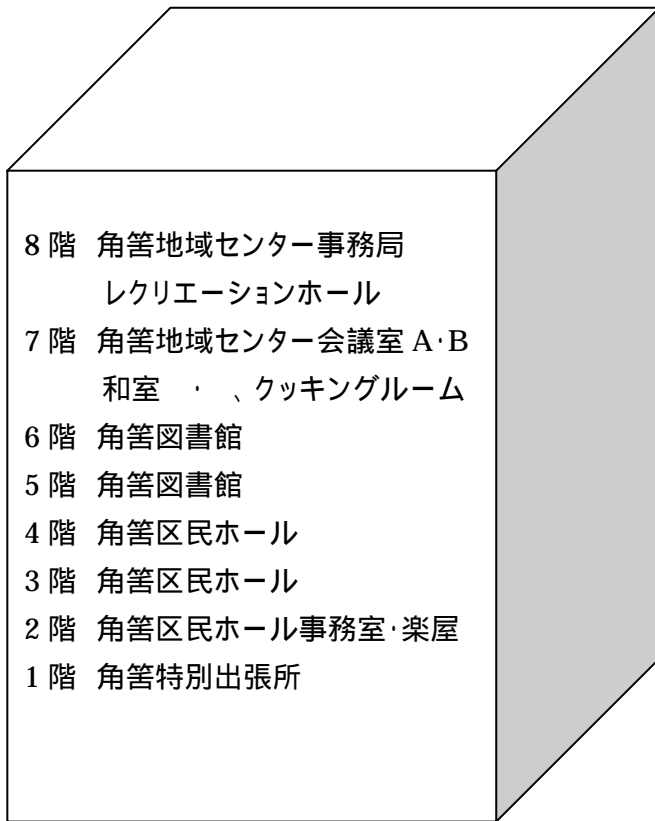 8 階 角筈地域センター事務局
レクリエーションホール
7 階 角筈地域センター会議室 A･B
和室 ･ 、クッキングルーム
6 階 角筈図書館
5 階 角筈図書館
4 階 角筈区民ホール
3 階 角筈区民ホール
2 階 角筈区民ホール事務室･楽屋
1 階 角筈特別出張所